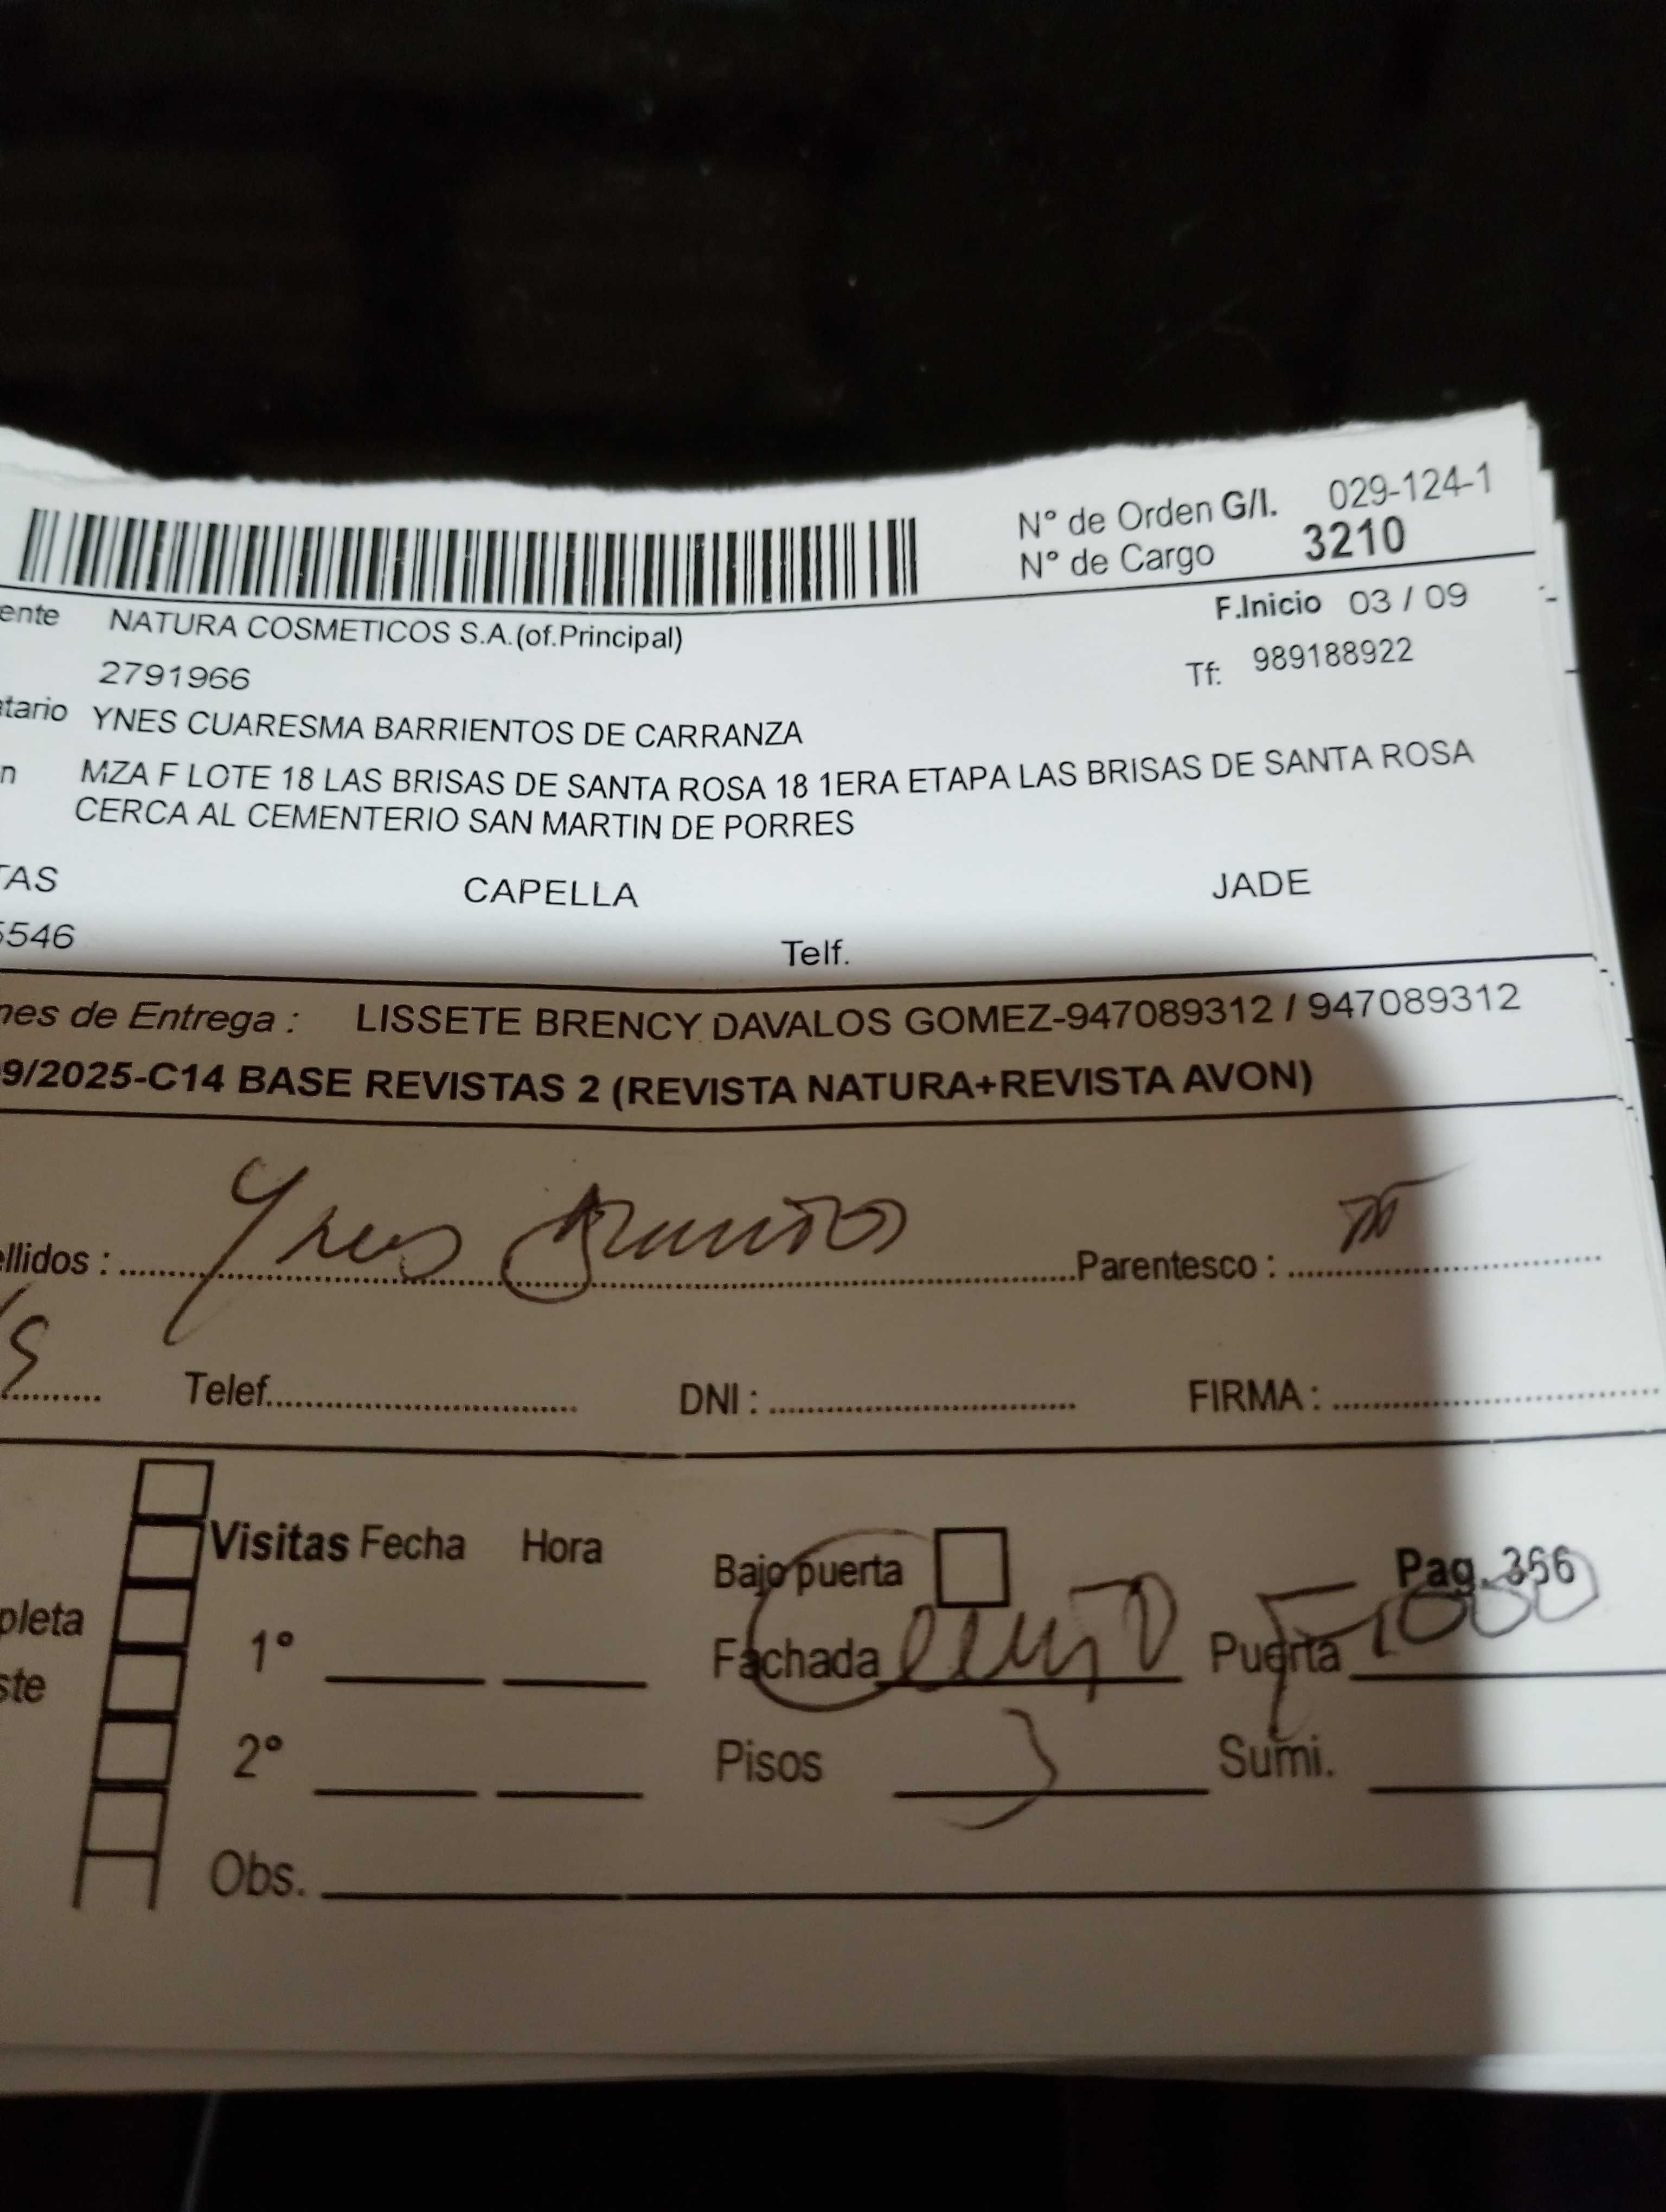 N° de Orden G/I. 029-124-1
N° de Cargo 3210
F.Inicio 03 / 09
ente NATURA COSMETICOS S.A.(of.Principal)
2791966 Tf: 989188922
tario YNES CUARESMA BARRIENTOS DE CARRANZA
n MZA F LOTE 18 LAS BRISAS DE SANTA ROSA 18 1ERA ETAPA LAS BRISAS DE SANTA ROSA
CERCA AL CEMENTERIO SAN MARTIN DE PORRES
TAS CAPELLA JADE
5546 Telf.
nes de Entrega : LISSETE BRENCY DAVALOS GOMEZ-947089312 / 947089312
9/2025-C14 BASE REVISTAS 2 (REVISTA NATURA+REVISTA AVON)
ellidos : Ynes Parentesco :
Telef. DNI : FIRMA :
Visitas Fecha Hora Bajo puerta Pag. 356
pleta 1° Fachada Puerta
ste
2° Pisos Sumi.
Obs.